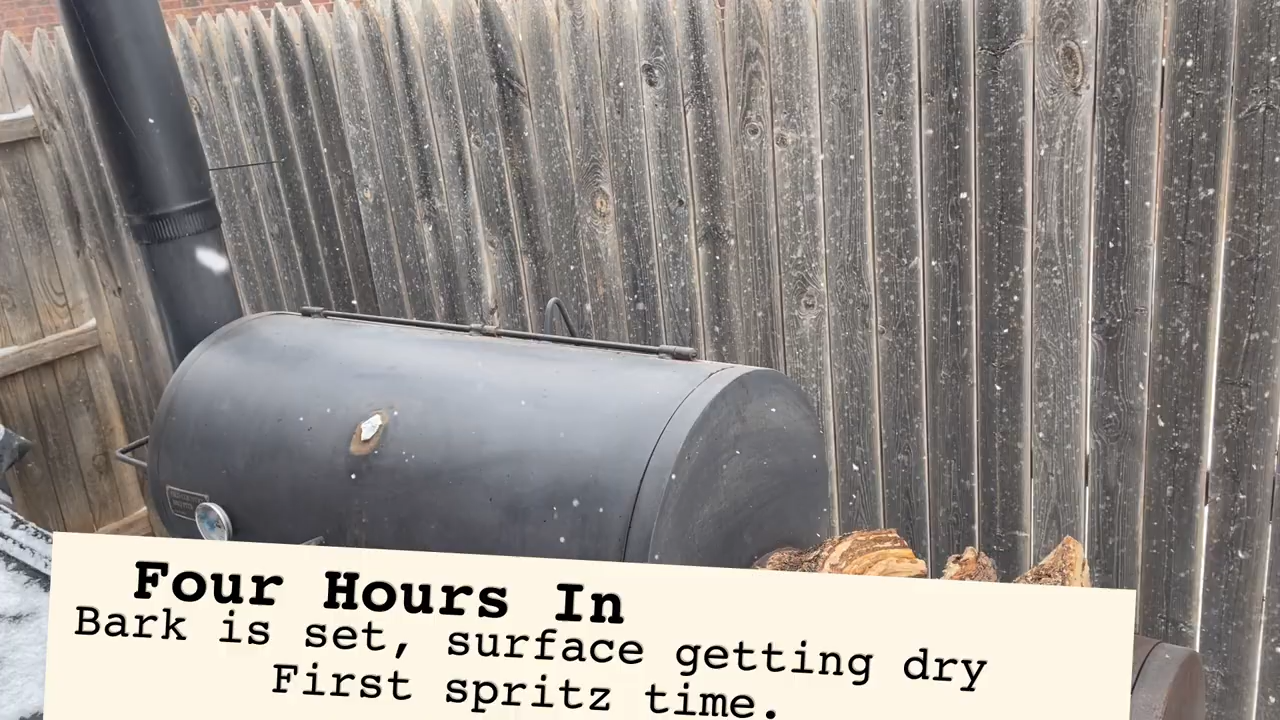 Four Hours In
Bark is set, surface getting dry
First spritz time.